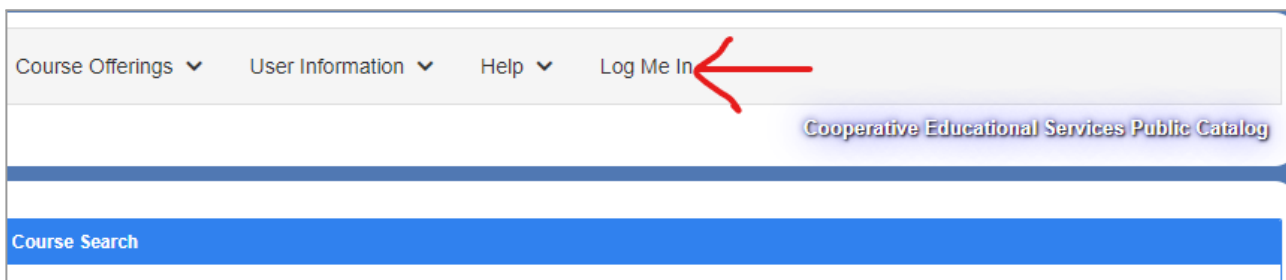 Course Offerings User Information Help Log Me In
Cooperative Educational Services Public Catalog
Course Search